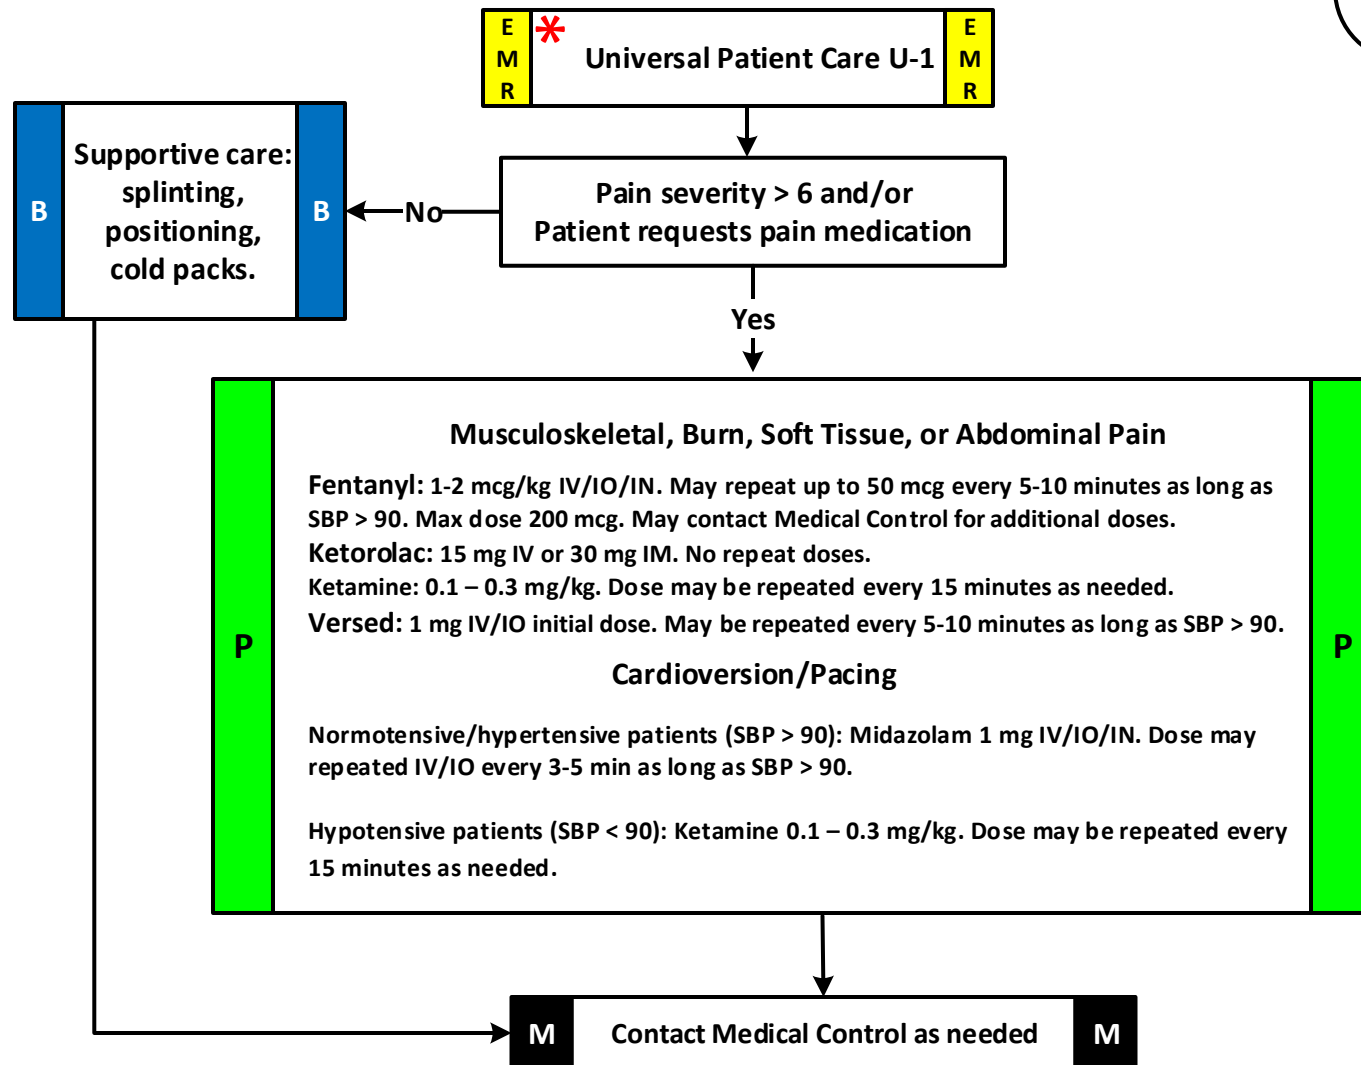 E
M
R
*
Universal Patient Care U-1
E
M
R
B
Supportive care:
splinting,
positioning,
cold packs.
B
No
Pain severity > 6 and/or
Patient requests pain medication
Yes
P
Musculoskeletal, Burn, Soft Tissue, or Abdominal Pain
Fentanyl: 1-2 mcg/kg IV/IO/IN. May repeat up to 50 mcg every 5-10 minutes as long as
SBP > 90. Max dose 200 mcg. May contact Medical Control for additional doses.
Ketorolac: 15 mg IV or 30 mg IM. No repeat doses.
Ketamine: 0.1 – 0.3 mg/kg. Dose may be repeated every 15 minutes as needed.
Versed: 1 mg IV/IO initial dose. May be repeated every 5-10 minutes as long as SBP > 90.
Cardioversion/Pacing
Normotensive/hypertensive patients (SBP > 90): Midazolam 1 mg IV/IO/IN. Dose may
repeated IV/IO every 3-5 min as long as SBP > 90.
Hypotensive patients (SBP < 90): Ketamine 0.1 – 0.3 mg/kg. Dose may be repeated every
15 minutes as needed.
P
M
Contact Medical Control as needed
M